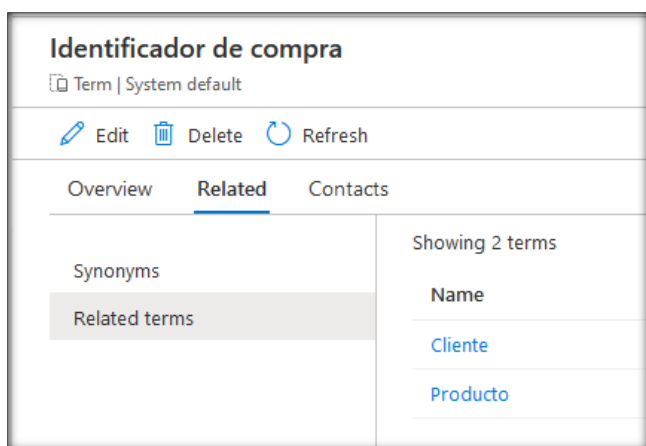 Identificador de compra
Term | System default
Edit Delete Refresh
Overview Related Contacts
Synonyms
Related terms
Showing 2 terms
Name
Cliente
Producto